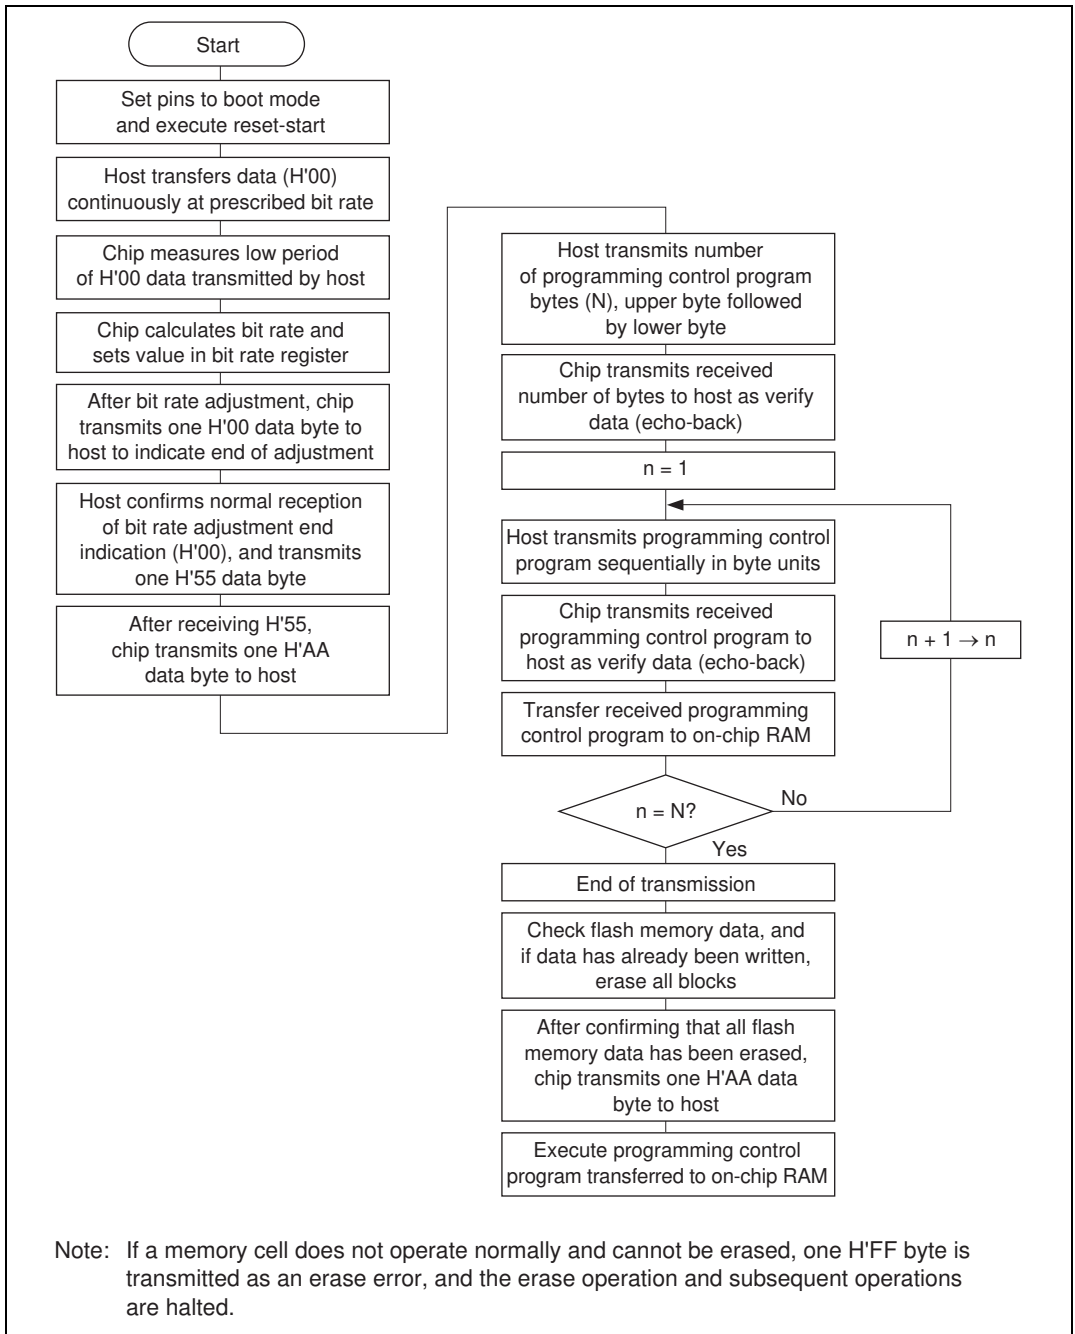 Start
Set pins to boot mode
and execute reset-start
Host transfers data (H'00)
continuously at prescribed bit rate
Chip measures low period
of H'00 data transmitted by host
Chip calculates bit rate and
sets value in bit rate register
After bit rate adjustment, chip
transmits one H'00 data byte to
host to indicate end of adjustment
Host confirms normal reception
of bit rate adjustment end
indication (H'00), and transmits
one H'55 data byte
After receiving H'55,
chip transmits one H'AA
data byte to host
Host transmits number
of programming control program
bytes (N), upper byte followed
by lower byte
Chip transmits received
number of bytes to host as verify
data (echo-back)
n = 1
Host transmits programming control
program sequentially in byte units
Chip transmits received
programming control program to
host as verify data (echo-back)
n + 1 → n
Transfer received programming
control program to on-chip RAM
n = N?
No
Yes
End of transmission
Check flash memory data, and
if data has already been written,
erase all blocks
After confirming that all flash
memory data has been erased,
chip transmits one H'AA data
byte to host
Execute programming control
program transferred to on-chip RAM
Note: If a memory cell does not operate normally and cannot be erased, one H'FF byte is
transmitted as an erase error, and the erase operation and subsequent operations
are halted.